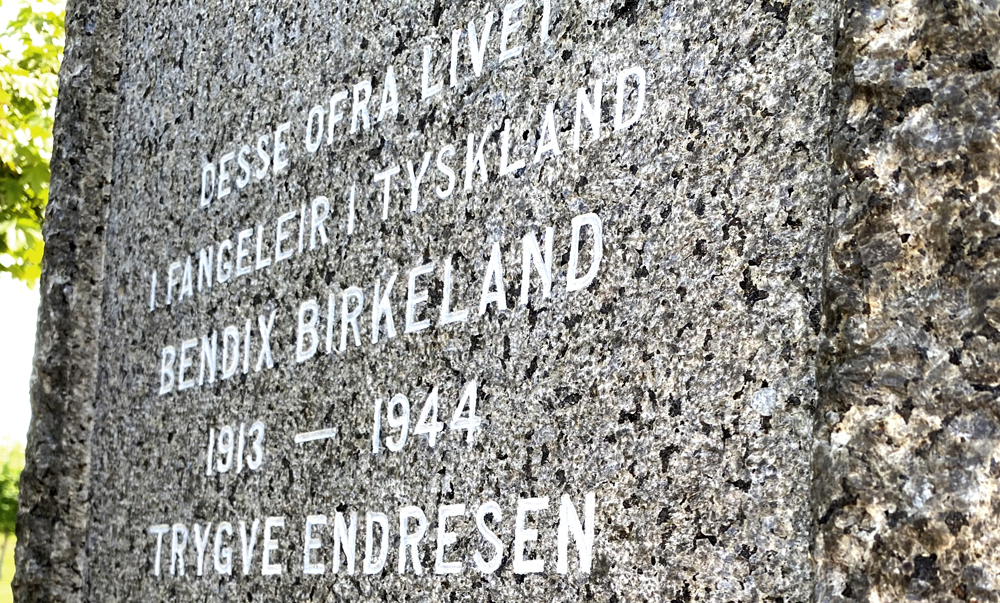 DESSE OFRA LIVET
I FANGELEIR I TYSKLAND
BENDIX BIRKELAND
1913 — 1944
TRYGVE ENDRESEN